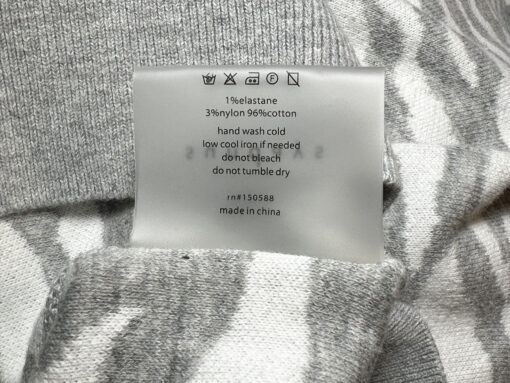 1%elastane
3%nylon 96%cotton
hand wash cold
low cool iron if needed
do not bleach
do not tumble dry
rn#150588
made in china